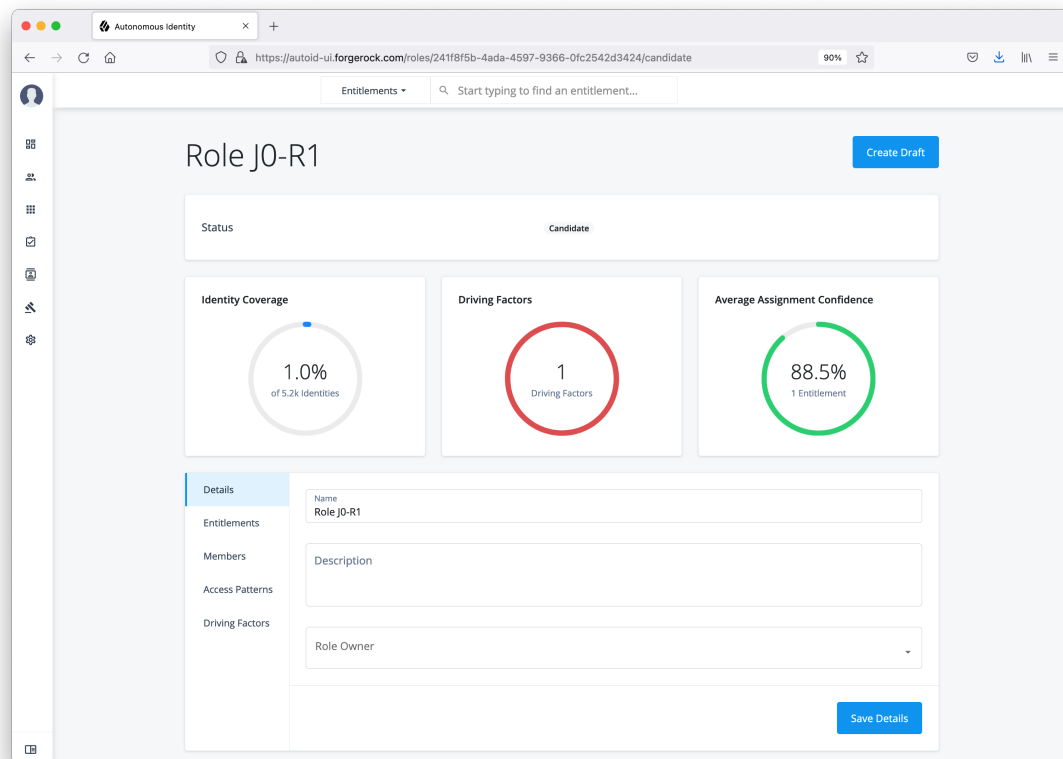 Autonomous Identity
https://autoid-ui.forgerock.com/roles/241f8f5b-4ada-4597-9366-0fc2542d3424/candidate
90%
Entitlements
Start typing to find an entitlement...
Role J0-R1
Create Draft
Status
Candidate
Identity Coverage
1.0%
of 5.2k Identities
Driving Factors
1
Driving Factors
Average Assignment Confidence
88.5%
1 Entitlement
Details
Entitlements
Members
Access Patterns
Driving Factors
Name
Role J0-R1
Description
Role Owner
Save Details